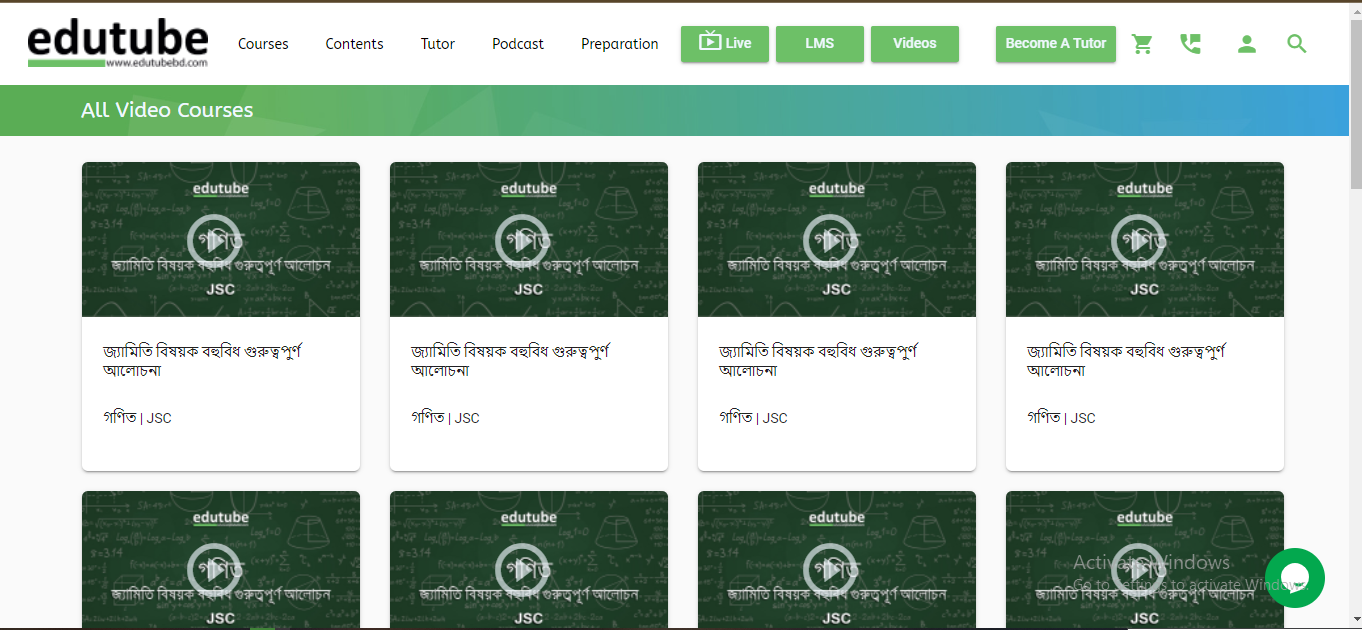 edutube
www.edutubebd.com
Courses Contents Tutor Podcast Preparation Live LMS Videos Become A Tutor
All Video Courses
edutube edutube edutube edutube
গণিত গণিত গণিত গণিত
জ্যামিতি বিষয়ক বহুবিধ গুরুত্বপূর্ণ আলোচন জ্যামিতি বিষয়ক বহুবিধ গুরুত্বপূর্ণ আলোচন জ্যামিতি বিষয়ক বহুবিধ গুরুত্বপূর্ণ আলোচন জ্যামিতি বিষয়ক বহুবিধ গুরুত্বপূর্ণ আলোচন
JSC JSC JSC JSC
জ্যামিতি বিষয়ক বহুবিধ গুরুত্বপুর্ণ জ্যামিতি বিষয়ক বহুবিধ গুরুত্বপুর্ণ জ্যামিতি বিষয়ক বহুবিধ গুরুত্বপুর্ণ জ্যামিতি বিষয়ক বহুবিধ গুরুত্বপুর্ণ
আলোচনা আলোচনা আলোচনা আলোচনা
গণিত | JSC গণিত | JSC গণিত | JSC গণিত | JSC
edutube edutube edutube edutube
গণিত গণিত গণিত গণিত
জ্যামিতি বিষয়ক বহুবিধ গুরুত্বপূর্ণ আলোচন জ্যামিতি বিষয়ক বহুবিধ গুরুত্বপূর্ণ আলোচন জ্যামিতি বিষয়ক বহুবিধ গুরুত্বপূর্ণ আলোচন জ্যামিতি বিষয়ক বহুবিধ গুরুত্বপূর্ণ আলোচন
JSC JSC JSC JSC
Activate Windows
Go to Settings to activate Windows.